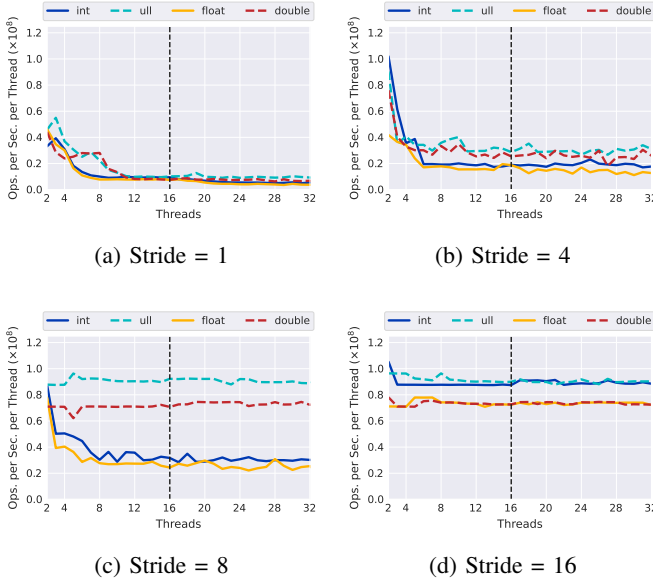 int ull float double
Ops. per Sec. per Thread (×10⁸)
1.2
1.0
0.8
0.6
0.4
0.2
0.0
2 4 8 12 16 20 24 28 32
Threads
(a) Stride = 1
int ull float double
Ops. per Sec. per Thread (×10⁸)
1.2
1.0
0.8
0.6
0.4
0.2
0.0
2 4 8 12 16 20 24 28 32
Threads
(b) Stride = 4
int ull float double
Ops. per Sec. per Thread (×10⁸)
1.2
1.0
0.8
0.6
0.4
0.2
0.0
2 4 8 12 16 20 24 28 32
Threads
(c) Stride = 8
int ull float double
Ops. per Sec. per Thread (×10⁸)
1.2
1.0
0.8
0.6
0.4
0.2
0.0
2 4 8 12 16 20 24 28 32
Threads
(d) Stride = 16